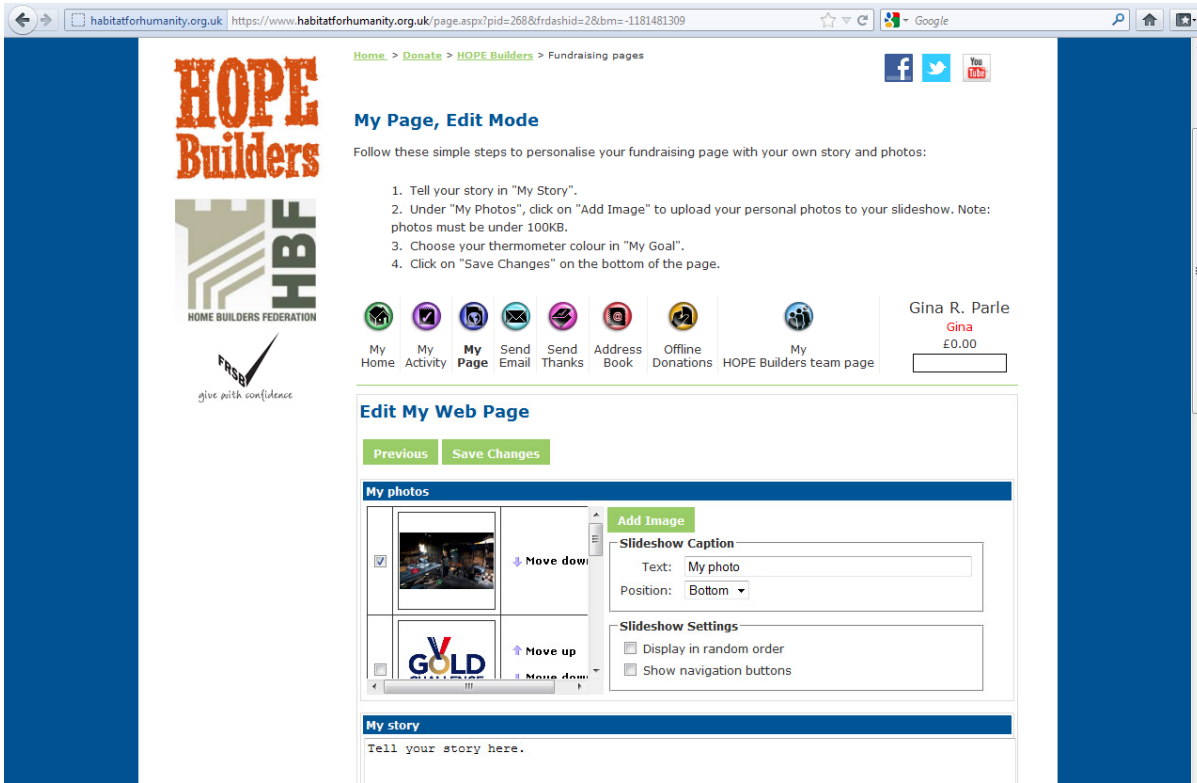 habitatforhumanity.org.uk https://www.habitatforhumanity.org.uk/page.aspx?pid=268&frdashid=2&bm=-1181481309 Google
HOPE
Builders
HBF
HOME BUILDERS FEDERATION
FRSB
give with confidence
Home > Donate > HOPE Builders > Fundraising pages
f
You
Tube
My Page, Edit Mode
Follow these simple steps to personalise your fundraising page with your own story and photos:
1. Tell your story in "My Story".
2. Under "My Photos", click on "Add Image" to upload your personal photos to your slideshow. Note:
photos must be under 100KB.
3. Choose your thermometer colour in "My Goal".
4. Click on "Save Changes" on the bottom of the page.
My Home
My Activity
My Page
Send Email
Send Thanks
Address Book
Offline Donations
My HOPE Builders team page
Gina R. Parle
Gina
£0.00
Edit My Web Page
Previous Save Changes
My photos
Move down
GOLD
CHALLENGE
Move up
Move down
Add Image
Slideshow Caption
Text: My photo
Position: Bottom
Slideshow Settings
Display in random order
Show navigation buttons
My story
Tell your story here.